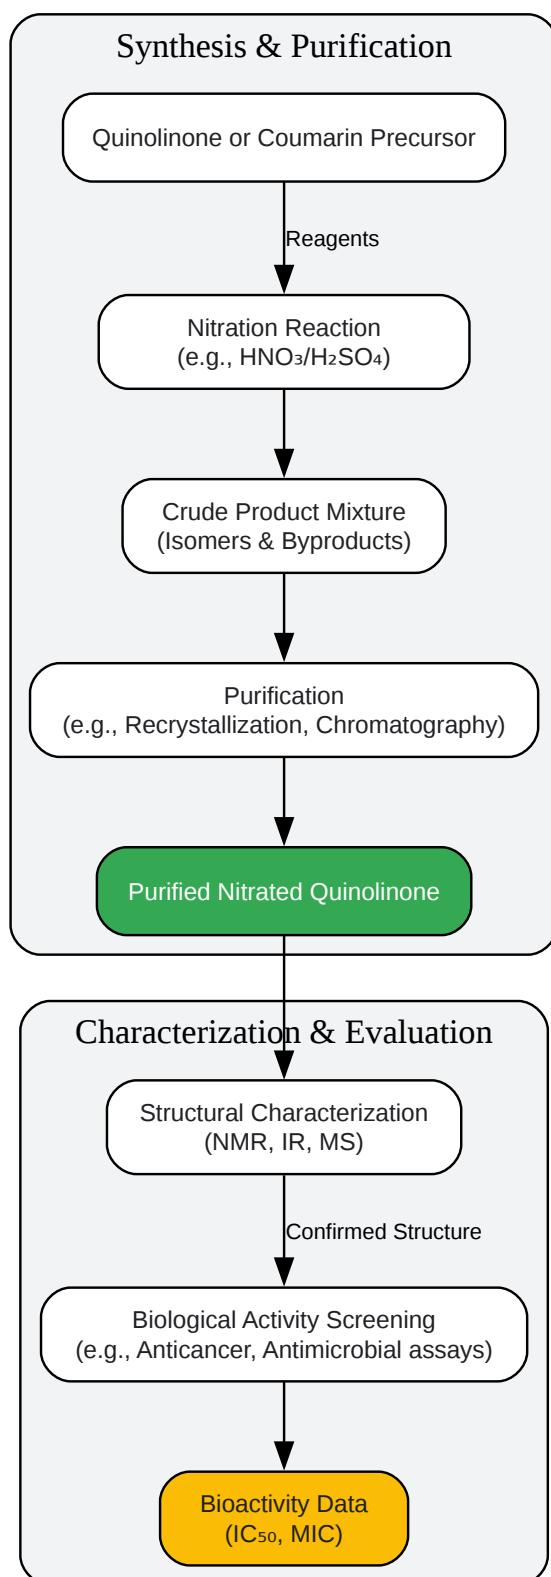 Synthesis & Purification
Quinolinone or Coumarin Precursor
Reagents
Nitration Reaction
(e.g., HNO₃/H₂SO₄)
Crude Product Mixture
(Isomers & Byproducts)
Purification
(e.g., Recrystallization, Chromatography)
Purified Nitrated Quinolinone
Characterization & Evaluation
Structural Characterization
(NMR, IR, MS)
Confirmed Structure
Biological Activity Screening
(e.g., Anticancer, Antimicrobial assays)
Bioactivity Data
(IC₅₀, MIC)